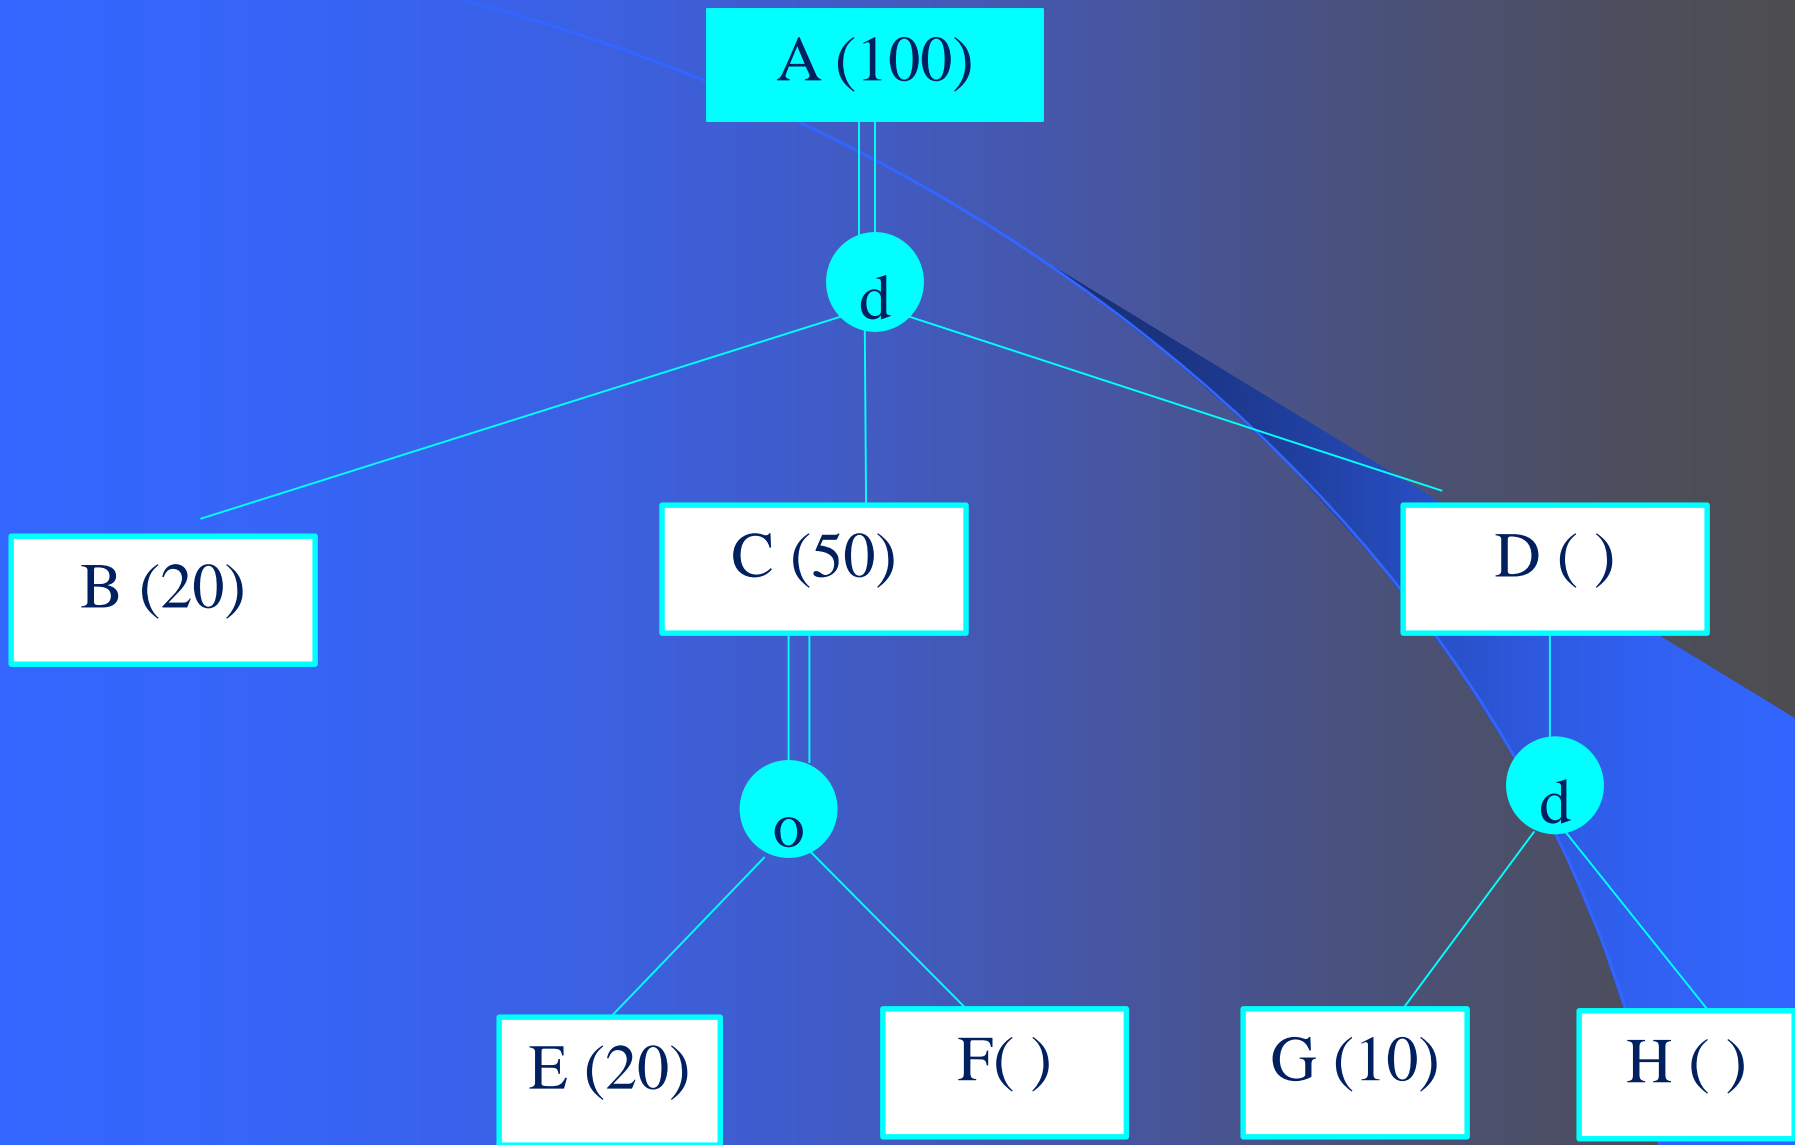 A (100)
d
B (20)
C (50)
D ( )
o
d
E (20)
F( )
G (10)
H ( )